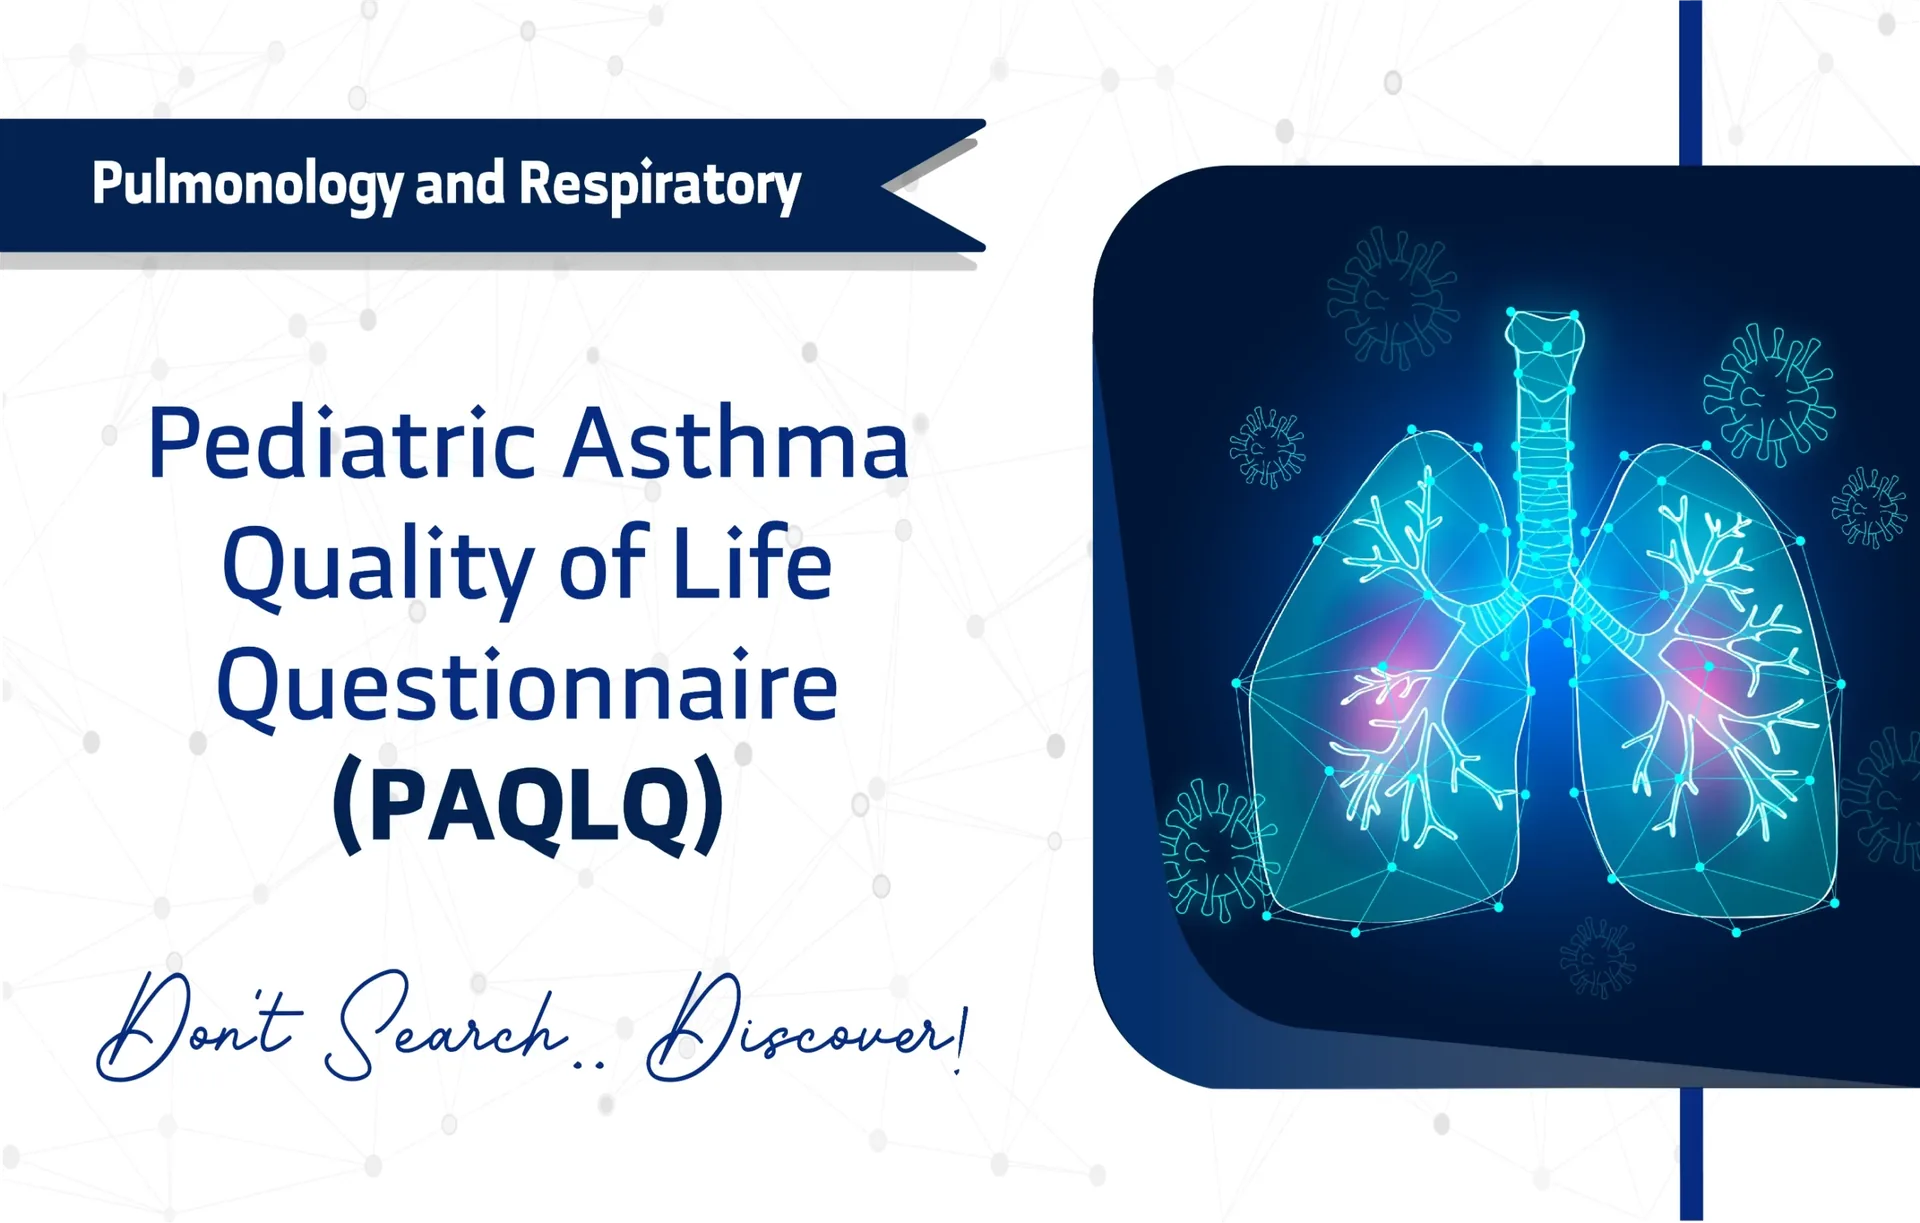 Pulmonology and Respiratory
Pediatric Asthma
Quality of Life
Questionnaire
(PAQLQ)
Don't Search.. Discover!